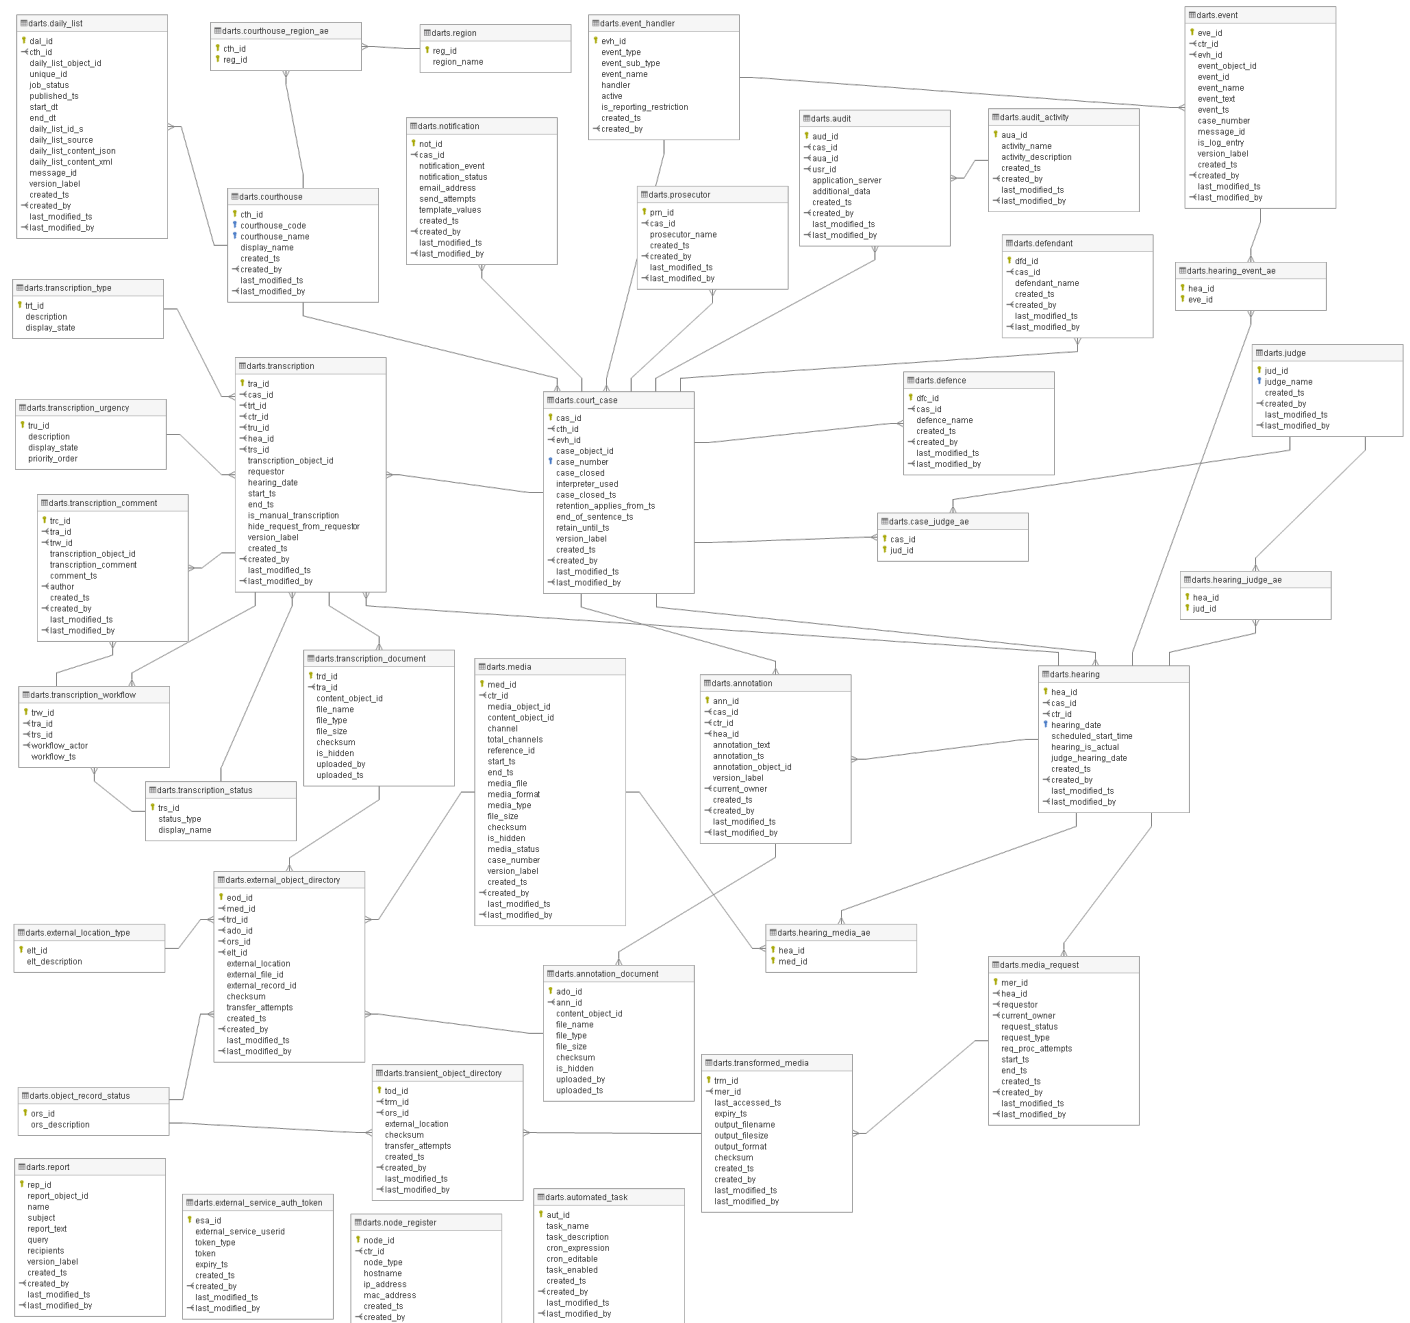 darts.daily_list
dal_id
cth_id
daily_list_object_id
unique_id
job_status
published_ts
start_dt
end_dt
daily_list_id_s
daily_list_source
daily_list_content_json
daily_list_content_xml
message_id
version_label
created_ts
created_by
last_modified_ts
last_modified_by
darts.courthouse_region_ae
cth_id
reg_id
darts.region
reg_id
region_name
darts.event_handler
evh_id
event_type
event_sub_type
event_name
handler
active
is_reporting_restriction
created_ts
created_by
darts.event
eve_id
ctr_id
evh_id
event_object_id
event_id
event_name
event_text
event_ts
case_number
message_id
is_log_entry
version_label
created_ts
created_by
last_modified_ts
last_modified_by
darts.notification
not_id
cas_id
notification_event
notification_status
email_address
send_attempts
template_values
created_ts
created_by
last_modified_ts
last_modified_by
darts.audit
aud_id
cas_id
aua_id
usr_id
application_server
additional_data
created_ts
created_by
last_modified_ts
last_modified_by
darts.audit_activity
aua_id
activity_name
activity_description
created_ts
created_by
last_modified_ts
last_modified_by
darts.courthouse
cth_id
courthouse_code
courthouse_name
display_name
created_ts
created_by
last_modified_ts
last_modified_by
darts.prosecutor
prn_id
cas_id
prosecutor_name
created_ts
created_by
last_modified_ts
last_modified_by
darts.defendant
dfd_id
cas_id
defendant_name
created_ts
created_by
last_modified_ts
last_modified_by
darts.hearing_event_ae
hea_id
eve_id
darts.transcription_type
trt_id
description
display_state
darts.transcription
tra_id
cas_id
trt_id
ctr_id
tru_id
hea_id
trs_id
transcription_object_id
requestor
hearing_date
start_ts
end_ts
is_manual_transcription
hide_request_from_requestor
version_label
created_ts
created_by
last_modified_ts
last_modified_by
darts.judge
jud_id
judge_name
created_ts
created_by
last_modified_ts
last_modified_by
darts.defence
dfc_id
cas_id
defence_name
created_ts
created_by
last_modified_ts
last_modified_by
darts.court_case
cas_id
cth_id
evh_id
case_object_id
case_number
case_closed
interpreter_used
case_closed_ts
retention_applies_from_ts
end_of_sentence_ts
retain_until_ts
version_label
created_ts
created_by
last_modified_ts
last_modified_by
darts.transcription_urgency
tru_id
description
display_state
priority_order
darts.transcription_comment
trc_id
tra_id
trw_id
transcription_object_id
transcription_comment
comment_ts
author
created_ts
created_by
last_modified_ts
last_modified_by
darts.case_judge_ae
cas_id
jud_id
darts.hearing_judge_ae
hea_id
jud_id
darts.transcription_document
trd_id
tra_id
content_object_id
file_name
file_type
file_size
checksum
is_hidden
uploaded_by
uploaded_ts
darts.media
med_id
ctr_id
media_object_id
content_object_id
channel
total_channels
reference_id
start_ts
end_ts
media_file
media_format
media_type
file_size
checksum
is_hidden
media_status
case_number
version_label
created_ts
created_by
last_modified_ts
last_modified_by
darts.annotation
ann_id
cas_id
ctr_id
hea_id
annotation_text
annotation_ts
annotation_object_id
version_label
current_owner
created_ts
created_by
last_modified_ts
last_modified_by
darts.hearing
hea_id
cas_id
ctr_id
hearing_date
scheduled_start_time
hearing_is_actual
judge_hearing_date
created_ts
created_by
last_modified_ts
last_modified_by
darts.transcription_workflow
trw_id
tra_id
trs_id
workflow_actor
workflow_ts
darts.transcription_status
trs_id
status_type
display_name
darts.external_object_directory
eod_id
med_id
trd_id
ado_id
ors_id
elt_id
external_location
external_file_id
external_record_id
checksum
transfer_attempts
created_ts
created_by
last_modified_ts
last_modified_by
darts.external_location_type
elt_id
elt_description
darts.hearing_media_ae
hea_id
med_id
darts.annotation_document
ado_id
ann_id
content_object_id
file_name
file_type
file_size
checksum
is_hidden
uploaded_by
uploaded_ts
darts.media_request
mer_id
hea_id
requestor
current_owner
request_status
request_type
req_proc_attempts
start_ts
end_ts
created_ts
created_by
last_modified_ts
last_modified_by
darts.object_record_status
ors_id
ors_description
darts.transient_object_directory
tod_id
trm_id
ors_id
external_location
checksum
transfer_attempts
created_ts
created_by
last_modified_ts
last_modified_by
darts.transformed_media
trm_id
mer_id
last_accessed_ts
expiry_ts
output_filename
output_filesize
output_format
checksum
created_ts
created_by
last_modified_ts
last_modified_by
darts.report
rep_id
report_object_id
name
subject
report_text
query
recipients
version_label
created_ts
created_by
last_modified_ts
last_modified_by
darts.external_service_auth_token
esa_id
external_service_userid
token_type
token
expiry_ts
created_ts
created_by
last_modified_ts
last_modified_by
darts.node_register
node_id
ctr_id
node_type
hostname
ip_address
mac_address
created_ts
created_by
darts.automated_task
aut_id
task_name
task_description
cron_expression
cron_editable
task_enabled
created_ts
created_by
last_modified_ts
last_modified_by